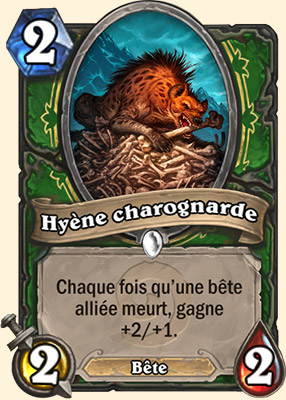 2
Hyène charognarde
Chaque fois qu'une bête
alliée meurt, gagne
+2/+1.
2
Bête
2